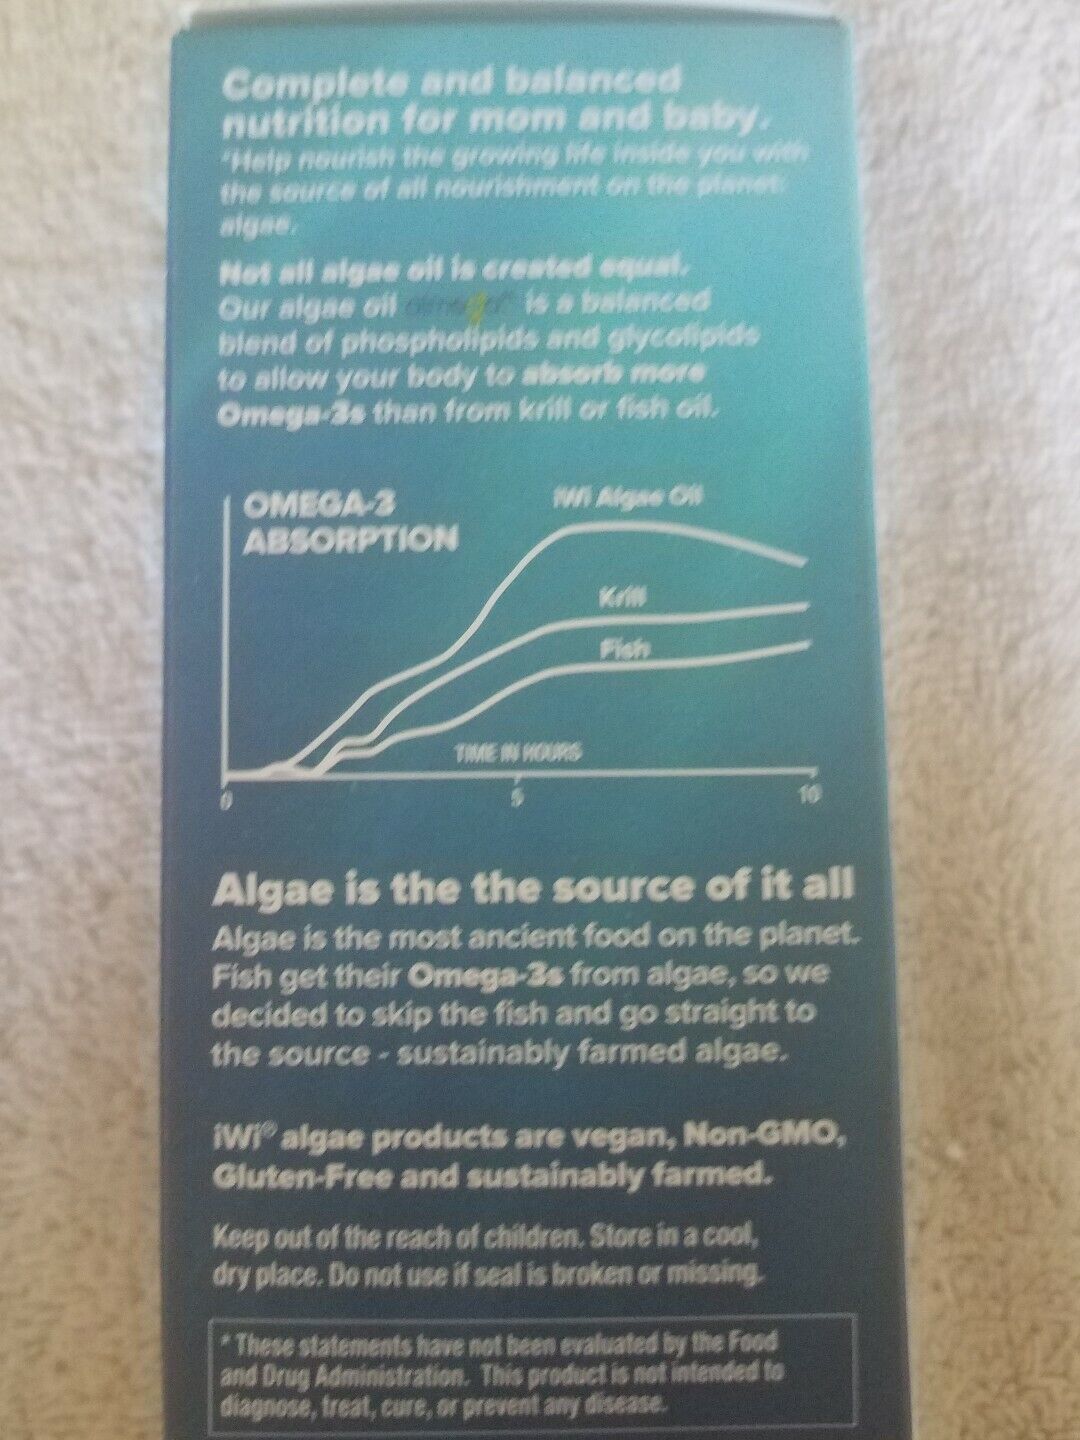 Complete and balanced
nutrition for mom and baby.
*Help nourish the growing life inside you with
the source of all nourishment on the planet:
algae.
Not all algae oil is created equal.
Our algae oil is a balanced
blend of phospholipids and glycolipids
to allow your body to absorb more
Omega-3s than from krill or fish oil.
OMEGA-3
ABSORPTION
iWi Algae Oil
Krill
Fish
TIME IN HOURS
0 5 10
Algae is the the source of it all
Algae is the most ancient food on the planet.
Fish get their Omega-3s from algae, so we
decided to skip the fish and go straight to
the source - sustainably farmed algae.
iWi® algae products are vegan, Non-GMO,
Gluten-Free and sustainably farmed.
Keep out of the reach of children. Store in a cool,
dry place. Do not use if seal is broken or missing.
* These statements have not been evaluated by the Food
and Drug Administration. This product is not intended to
diagnose, treat, cure, or prevent any disease.